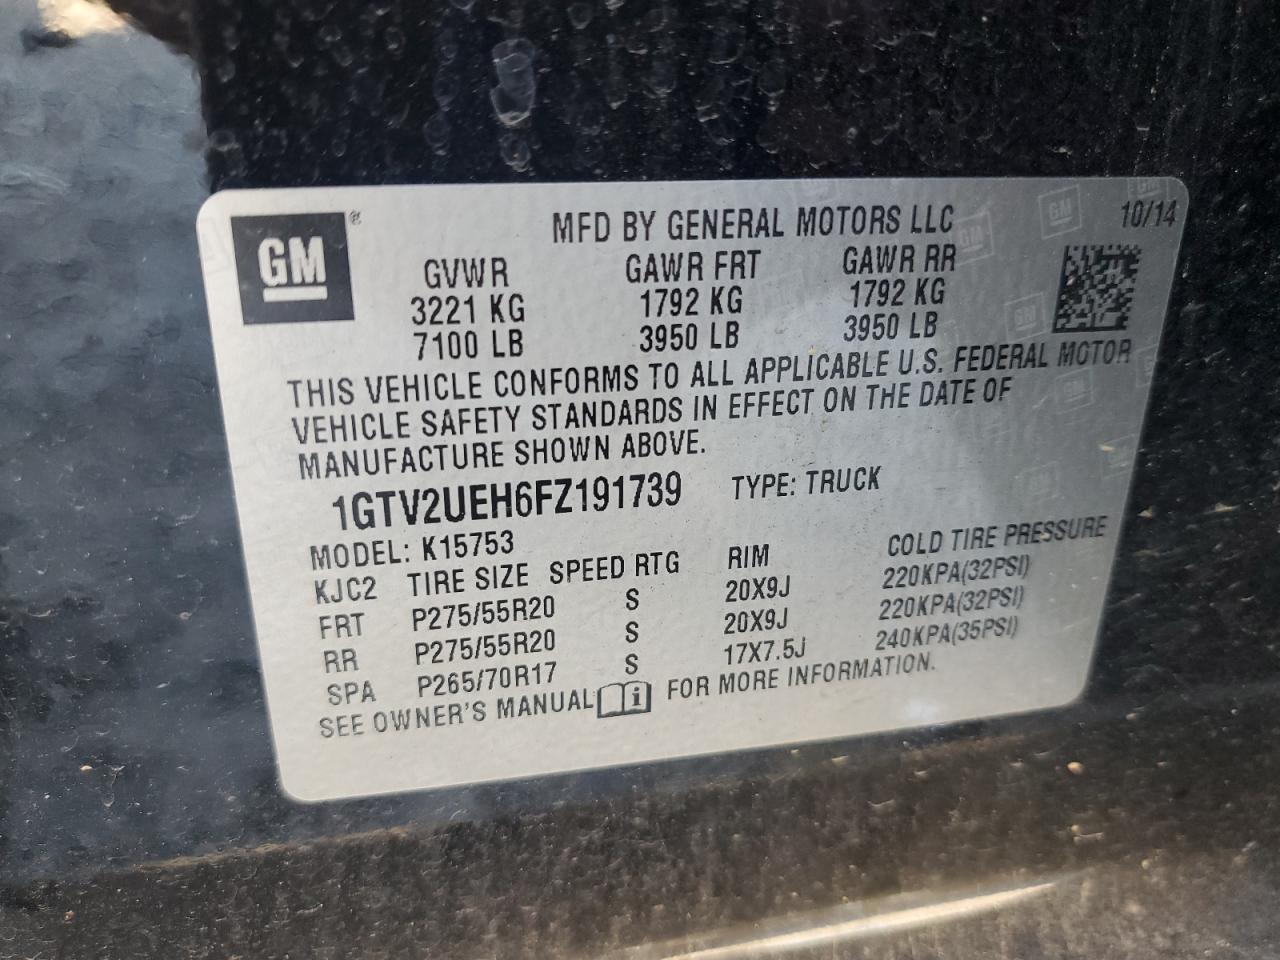 GM®
MFD BY GENERAL MOTORS LLC 10/14
GVWR GAWR FRT GAWR RR
3221 KG 1792 KG 1792 KG
7100 LB 3950 LB 3950 LB
THIS VEHICLE CONFORMS TO ALL APPLICABLE U.S. FEDERAL MOTOR
VEHICLE SAFETY STANDARDS IN EFFECT ON THE DATE OF
MANUFACTURE SHOWN ABOVE.
1GTV2UEH6FZ191739 TYPE: TRUCK
MODEL: K15753
KJC2 TIRE SIZE SPEED RTG RIM COLD TIRE PRESSURE
FRT P275/55R20 S 20X9J 220KPA(32PSI)
RR P275/55R20 S 20X9J 220KPA(32PSI)
SPA P265/70R17 S 17X7.5J 240KPA(35PSI)
SEE OWNER'S MANUAL i FOR MORE INFORMATION.